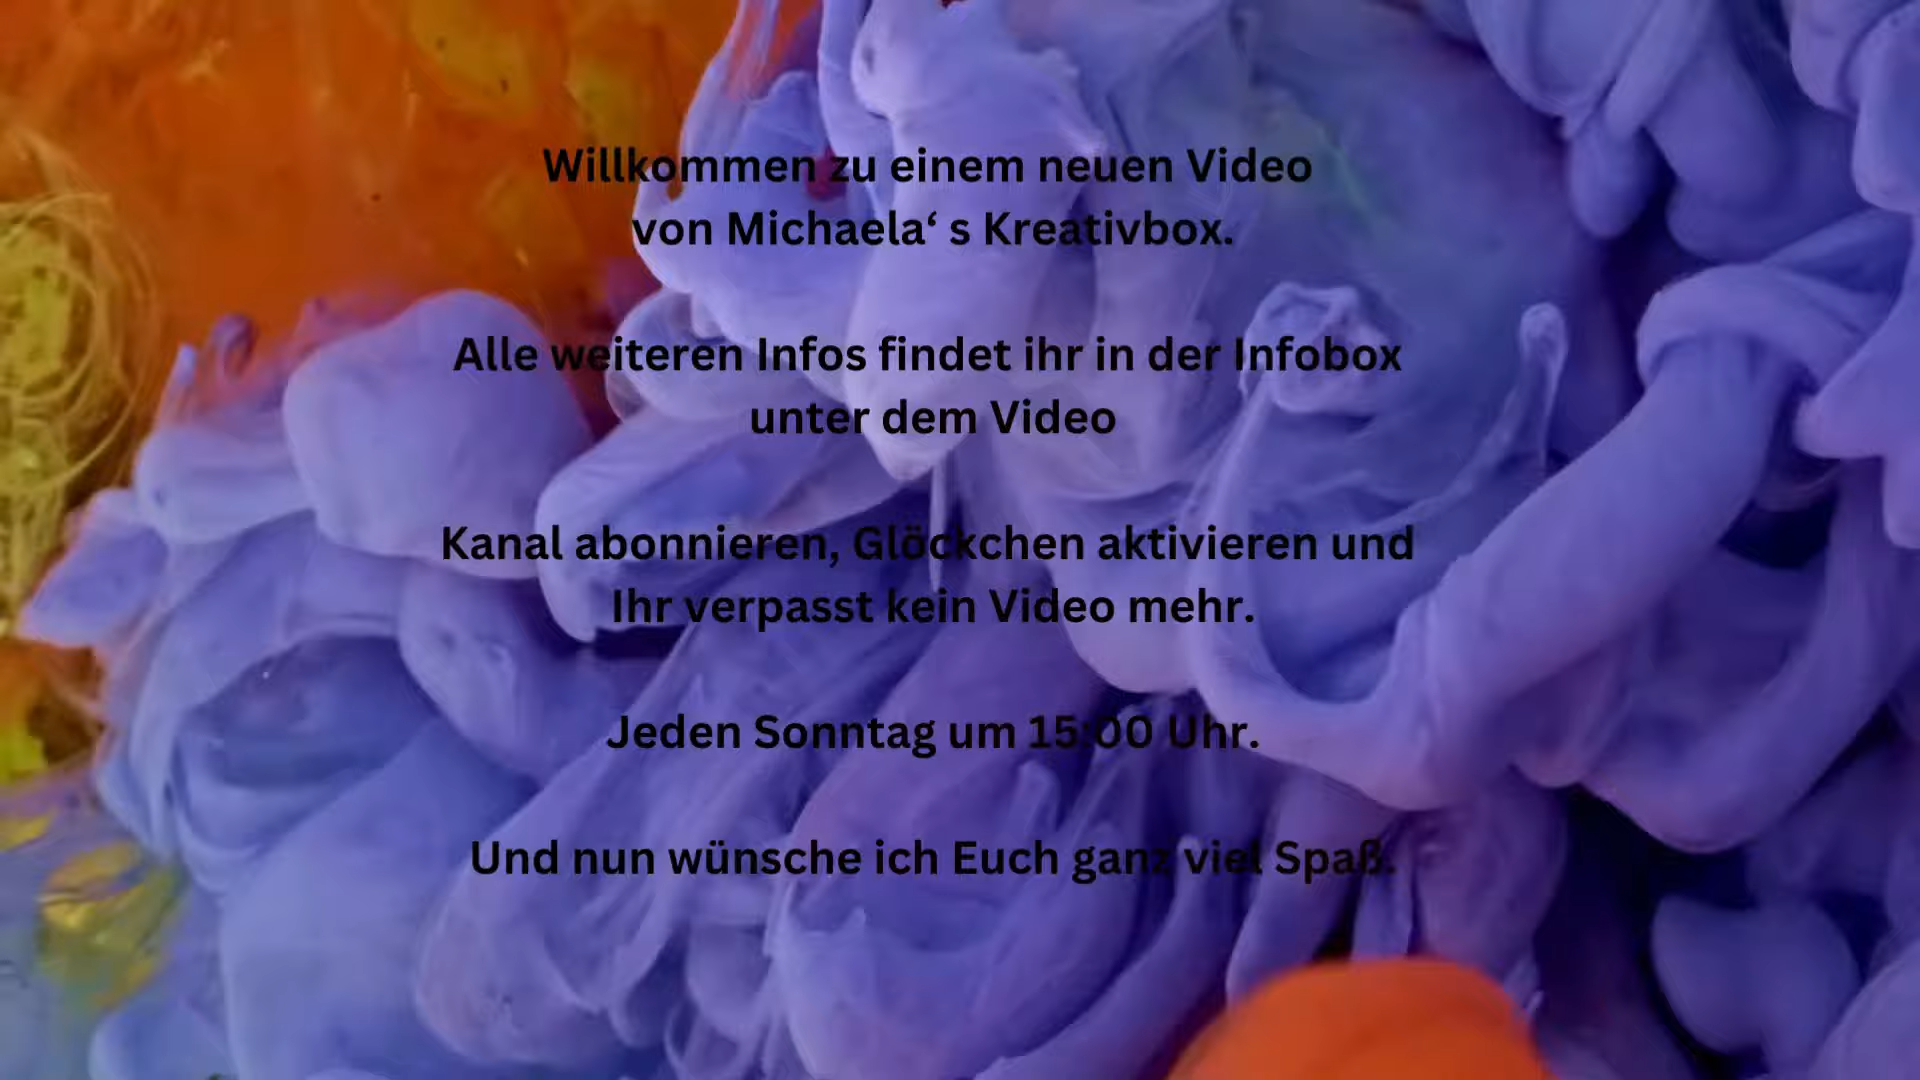 Willkommen zu einem neuen Video
von Michaela‘ s Kreativbox.
Alle weiteren Infos findet ihr in der Infobox
unter dem Video
Kanal abonnieren, Glöckchen aktivieren und
Ihr verpasst kein Video mehr.
Jeden Sonntag um 15:00 Uhr.
Und nun wünsche ich Euch ganz viel Spaß.